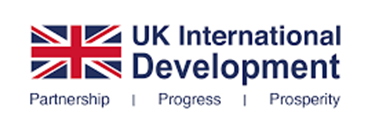 UK International
Development
Partnership | Progress | Prosperity